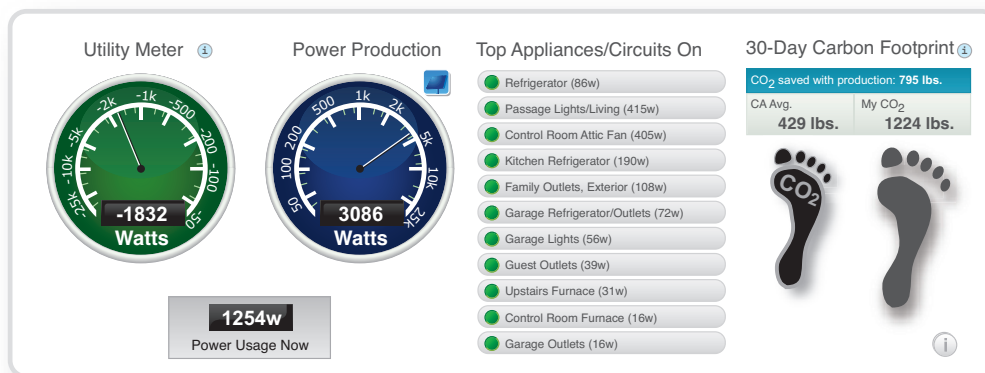 Utility Meter
Power Production
Top Appliances/Circuits On
30-Day Carbon Footprint
-25k
-10k
-5k
-2k
-1k
-500
-200
-100
-50
-1832
Watts
50
100
200
500
1k
2k
5k
10k
25k
3086
Watts
1254w
Power Usage Now
Refrigerator (86w)
Passage Lights/Living (415w)
Control Room Attic Fan (405w)
Kitchen Refrigerator (190w)
Family Outlets, Exterior (108w)
Garage Refrigerator/Outlets (72w)
Garage Lights (56w)
Guest Outlets (39w)
Upstairs Furnace (31w)
Control Room Furnace (16w)
Garage Outlets (16w)
CO2 saved with production: 795 lbs.
CA Avg.
429 lbs.
My CO2
1224 lbs.
CO2